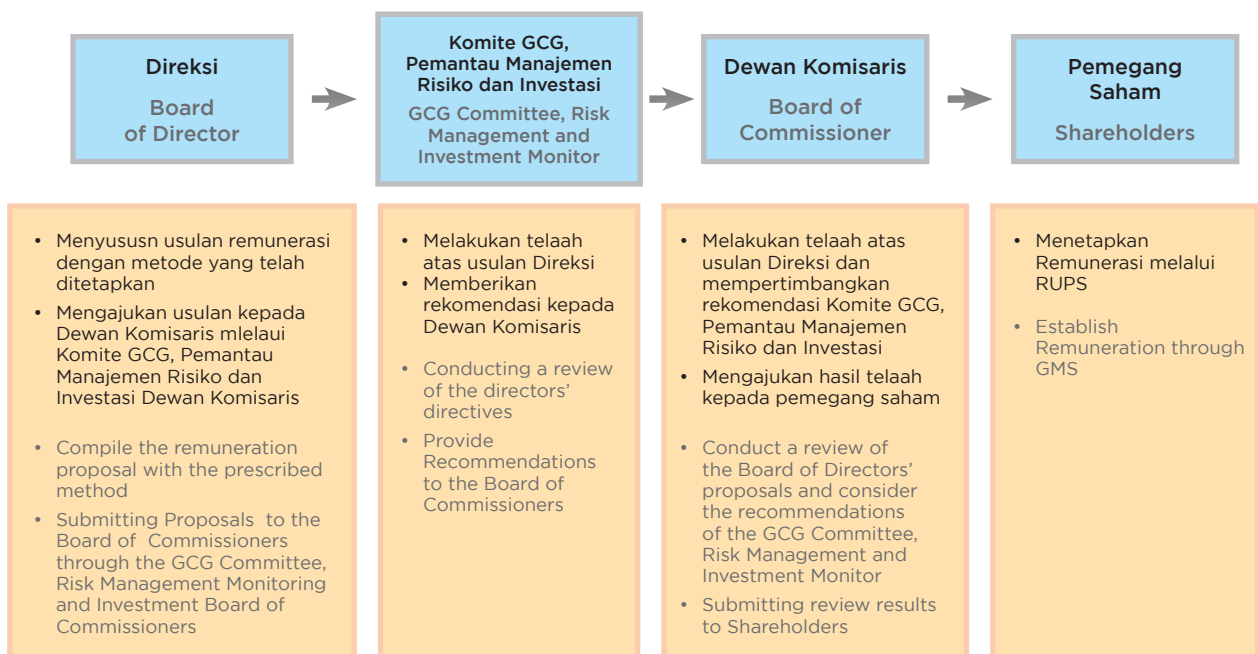 Direksi
Board
of Director
Komite GCG,
Pemantau Manajemen
Risiko dan Investasi
GCG Committee, Risk
Management and
Investment Monitor
Dewan Komisaris
Board of
Commissioner
Pemegang
Saham
Shareholders
• Menyususn usulan remunerasi
dengan metode yang telah
ditetapkan
• Mengajukan usulan kepada
Dewan Komisaris mlelaui
Komite GCG, Pemantau
Manajemen Risiko dan
Investasi Dewan Komisaris
• Compile the remuneration
proposal with the prescribed
method
• Submitting Proposals to the
Board of Commissioners
through the GCG Committee,
Risk Management Monitoring
and Investment Board of
Commissioners
• Melakukan telaah
atas usulan Direksi
• Memberikan
rekomendasi kepada
Dewan Komisaris
• Conducting a review
of the directors’
directives
• Provide
Recommendations
to the Board of
Commissioners
• Melakukan telaah atas
usulan Direksi dan
mempertimbangkan
rekomendasi Komite GCG,
Pemantau Manajemen
Risiko dan Investasi
• Mengajukan hasil telaah
kepada pemegang saham
• Conduct a review of
the Board of Directors’
proposals and consider
the recommendations
of the GCG Committee,
Risk Management and
Investment Monitor
• Submitting review results
to Shareholders
• Menetapkan
Remunerasi melalui
RUPS
• Establish
Remuneration through
GMS